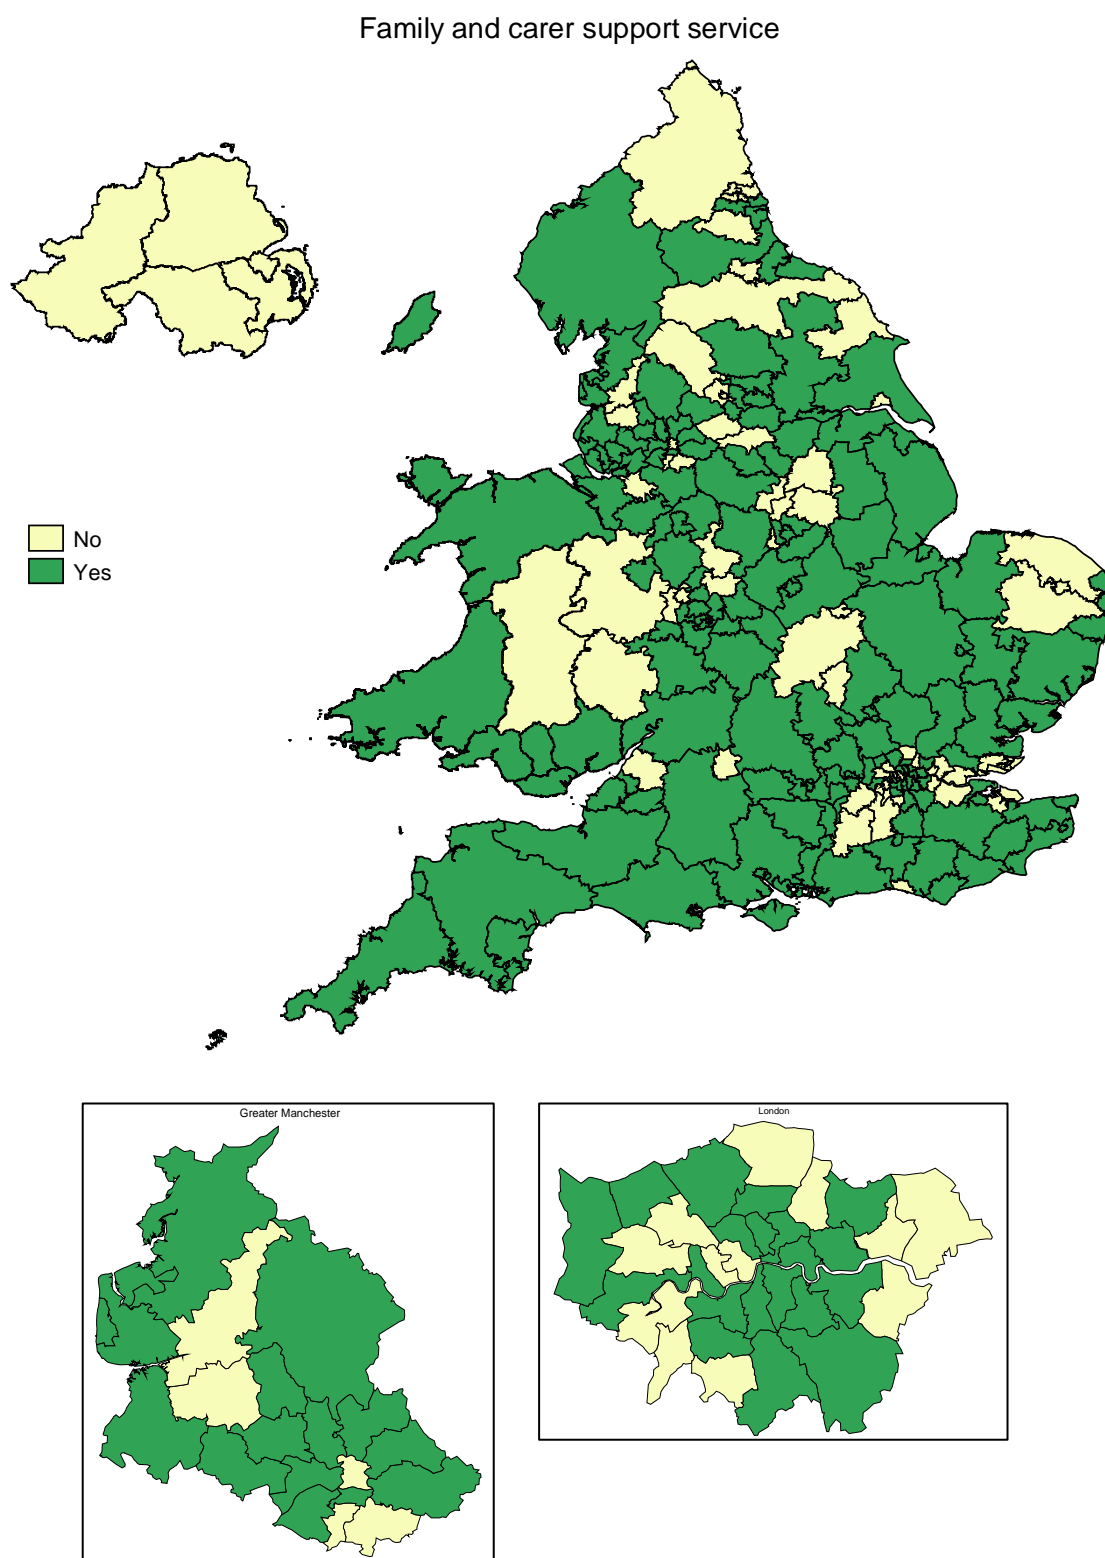 Family and carer support service
No
Yes
Greater Manchester
London